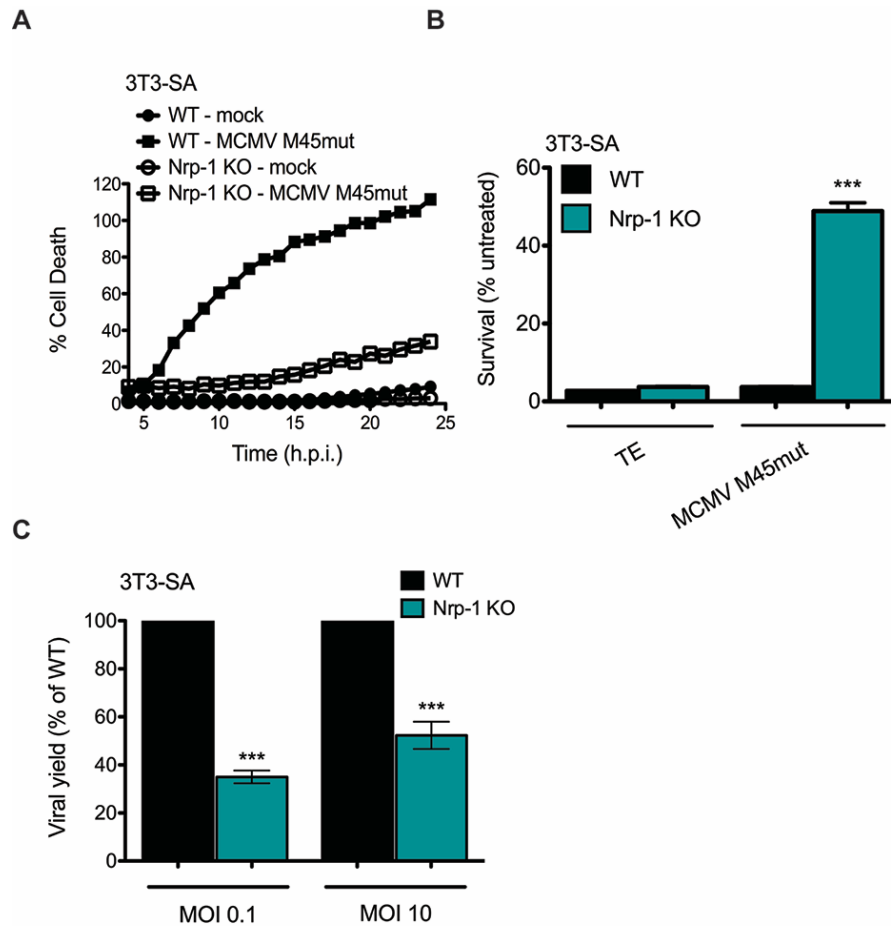 A
3T3-SA
WT - mock
WT - MCMV M45mut
Nrp-1 KO - mock
Nrp-1 KO - MCMV M45mut
120
100
80
60
40
20
0
% Cell Death
5
10
15
20
25
Time (h.p.i.)
B
3T3-SA
WT
Nrp-1 KO
60
40
20
0
Survival (% untreated)
***
TE
MCMV M45mut
C
3T3-SA
WT
Nrp-1 KO
100
80
60
40
20
0
Viral yield (% of WT)
***
***
MOI 0.1
MOI 10